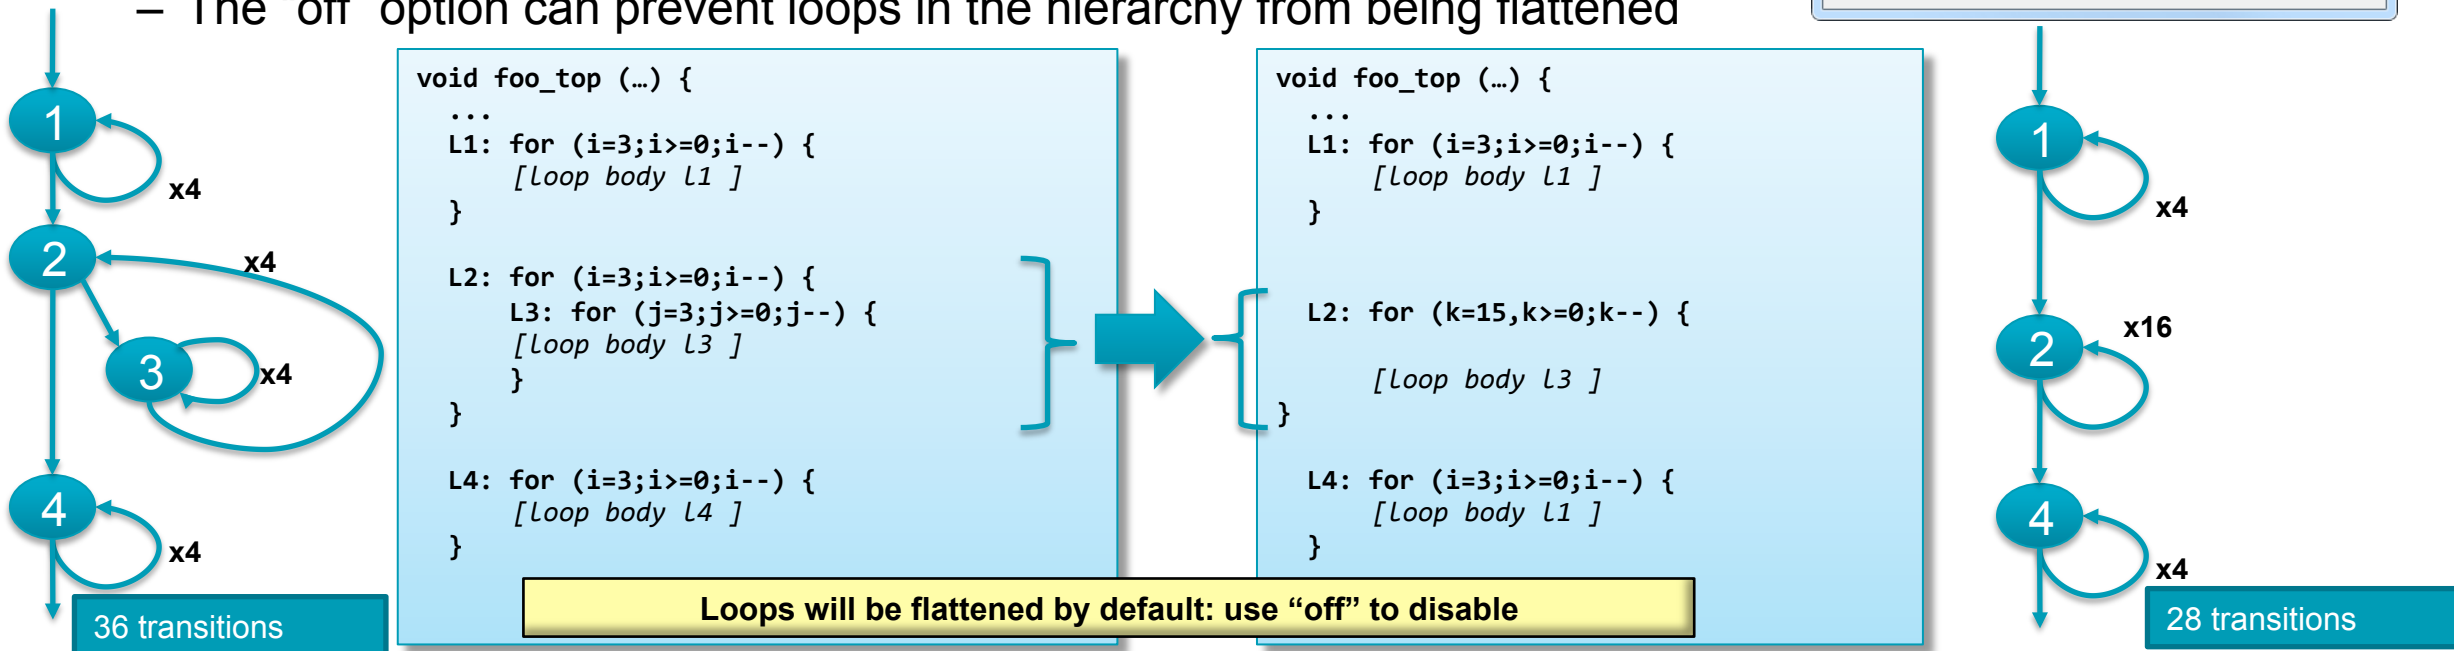 – The “off” option can prevent loops in the hierarchy from being flattened
1
x4
2
x4
3
x4
4
x4
36 transitions
void foo_top (…) {
...
L1: for (i=3;i>=0;i--) {
[loop body l1 ]
}
L2: for (i=3;i>=0;i--) {
L3: for (j=3;j>=0;j--) {
[loop body l3 ]
}
}
L4: for (i=3;i>=0;i--) {
[loop body l4 ]
}
void foo_top (…) {
...
L1: for (i=3;i>=0;i--) {
[loop body l1 ]
}
L2: for (k=15,k>=0;k--) {
[loop body l3 ]
}
L4: for (i=3;i>=0;i--) {
[loop body l1 ]
}
Loops will be flattened by default: use “off” to disable
1
x4
x16
2
4
x4
28 transitions